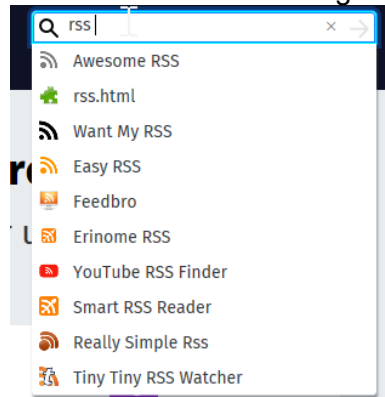 rss
Awesome RSS
rss.html
Want My RSS
Easy RSS
Feedbro
Erinome RSS
YouTube RSS Finder
Smart RSS Reader
Really Simple Rss
Tiny Tiny RSS Watcher